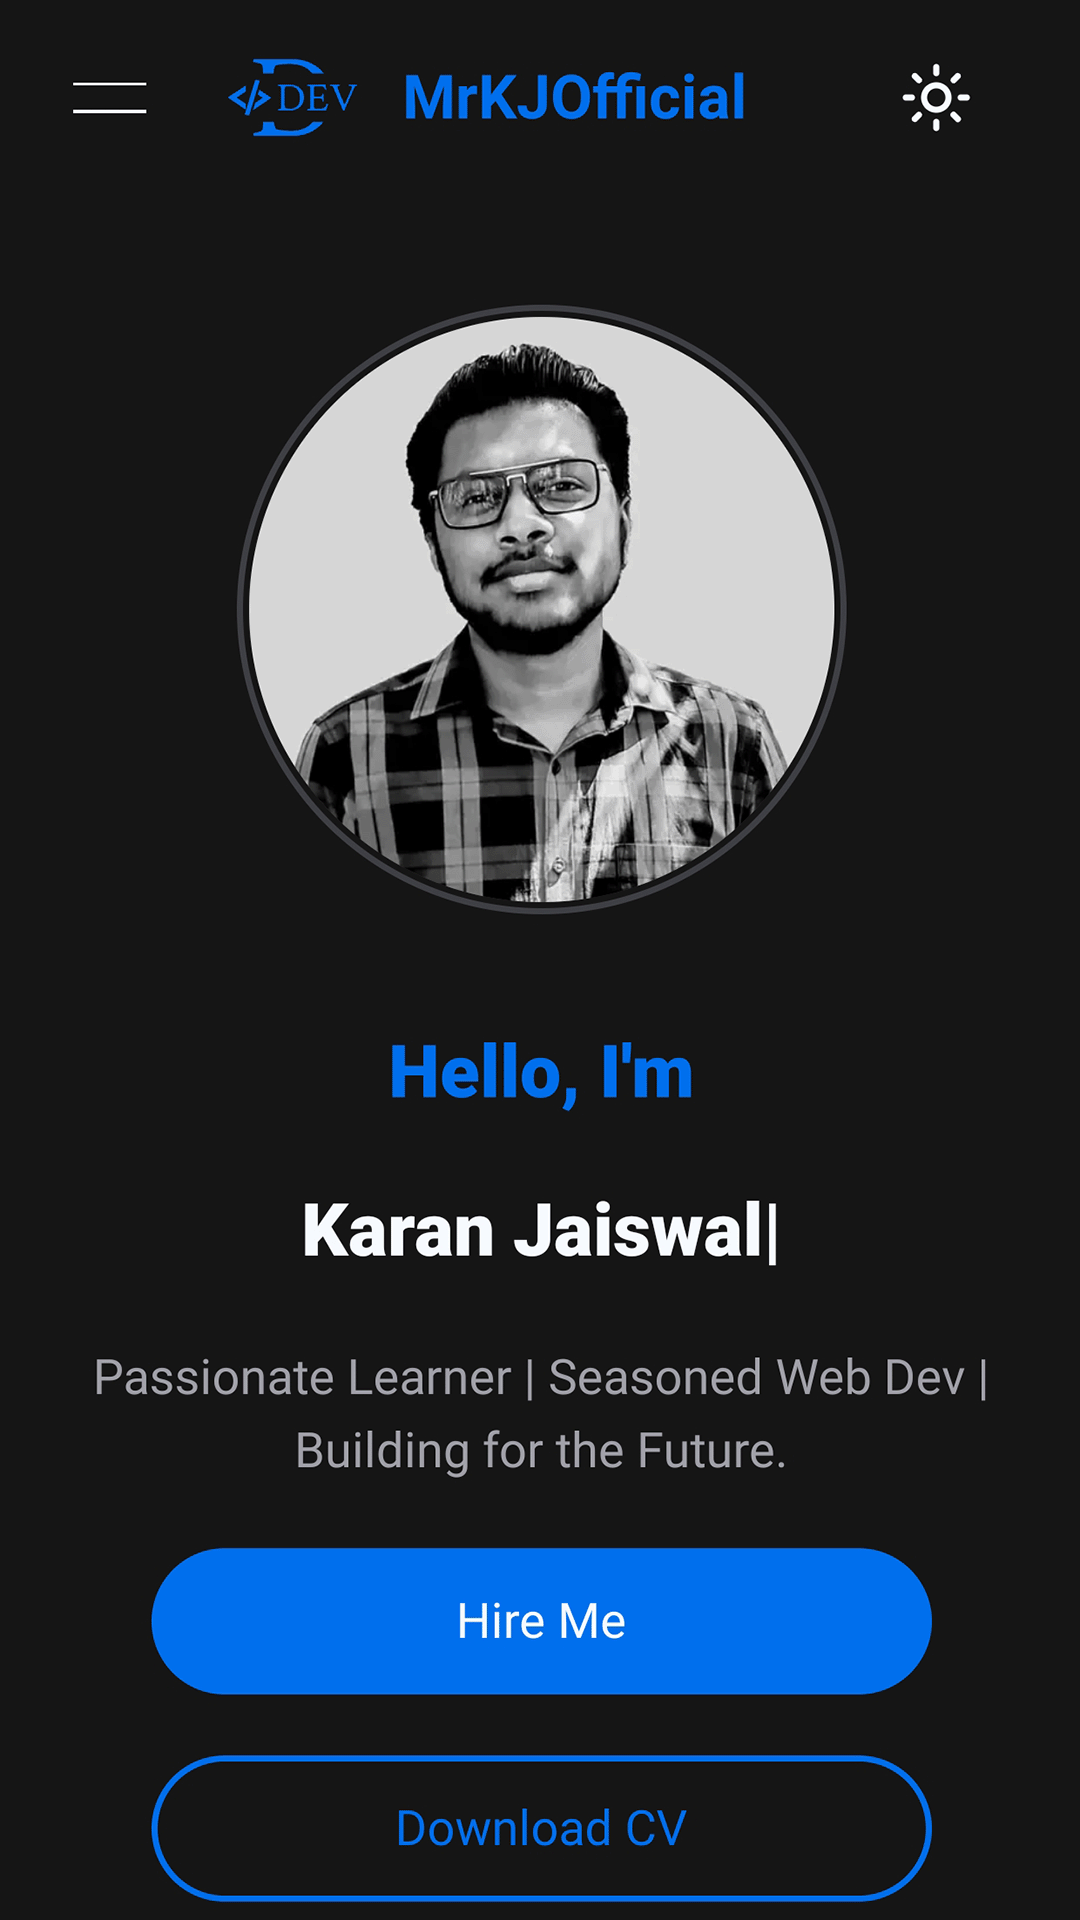 </> DEV MrKJOfficial
Hello, I'm
Karan Jaiswal|
Passionate Learner | Seasoned Web Dev |
Building for the Future.
Hire Me
Download CV